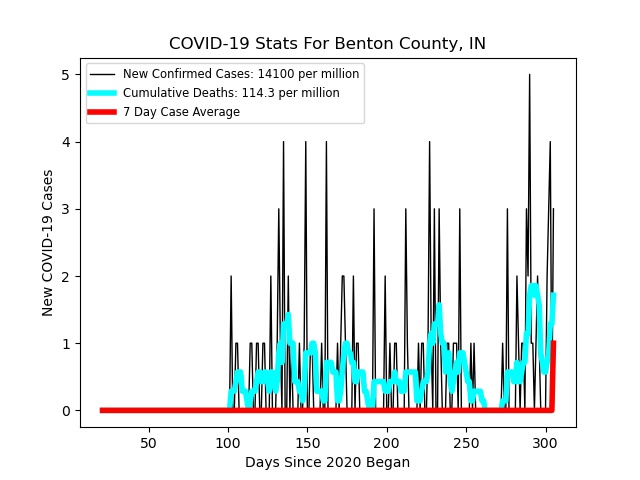 COVID-19 Stats For Benton County, IN
New Confirmed Cases: 14100 per million
Cumulative Deaths: 114.3 per million
7 Day Case Average
5
4
3
2
1
0
New COVID-19 Cases
50 100 150 200 250 300
Days Since 2020 Began